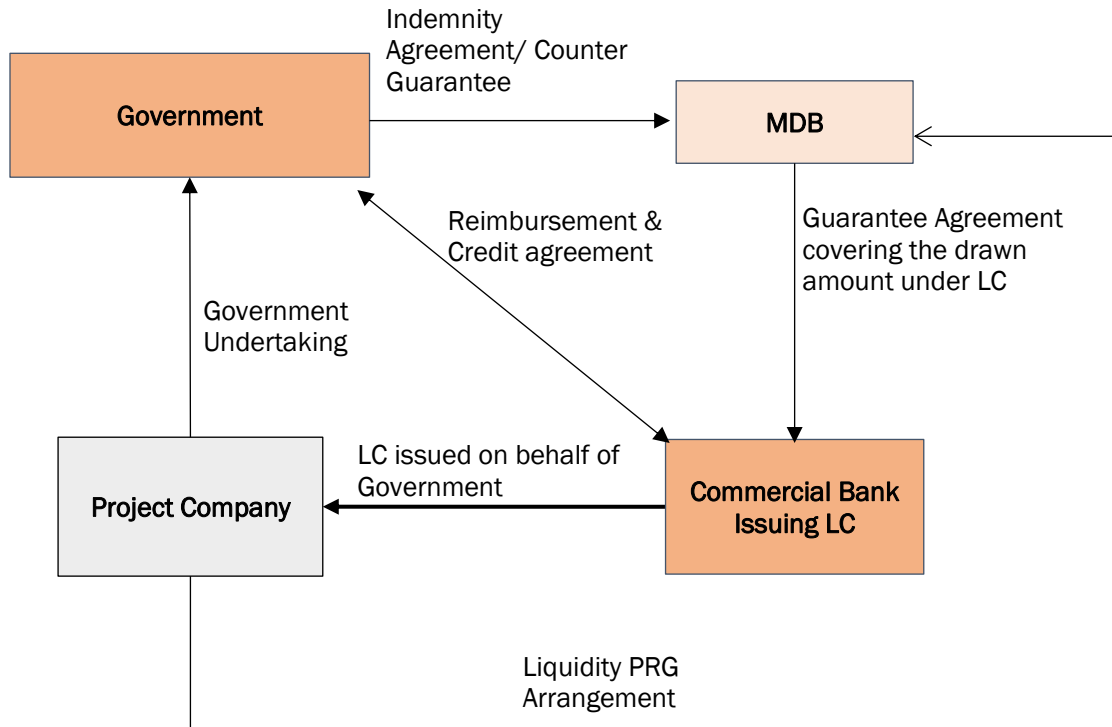 Indemnity
Agreement/ Counter
Guarantee
Government
MDB
Reimbursement &
Credit agreement
Guarantee Agreement
covering the drawn
amount under LC
Government
Undertaking
LC issued on behalf of
Government
Project Company
Commercial Bank
Issuing LC
Liquidity PRG
Arrangement